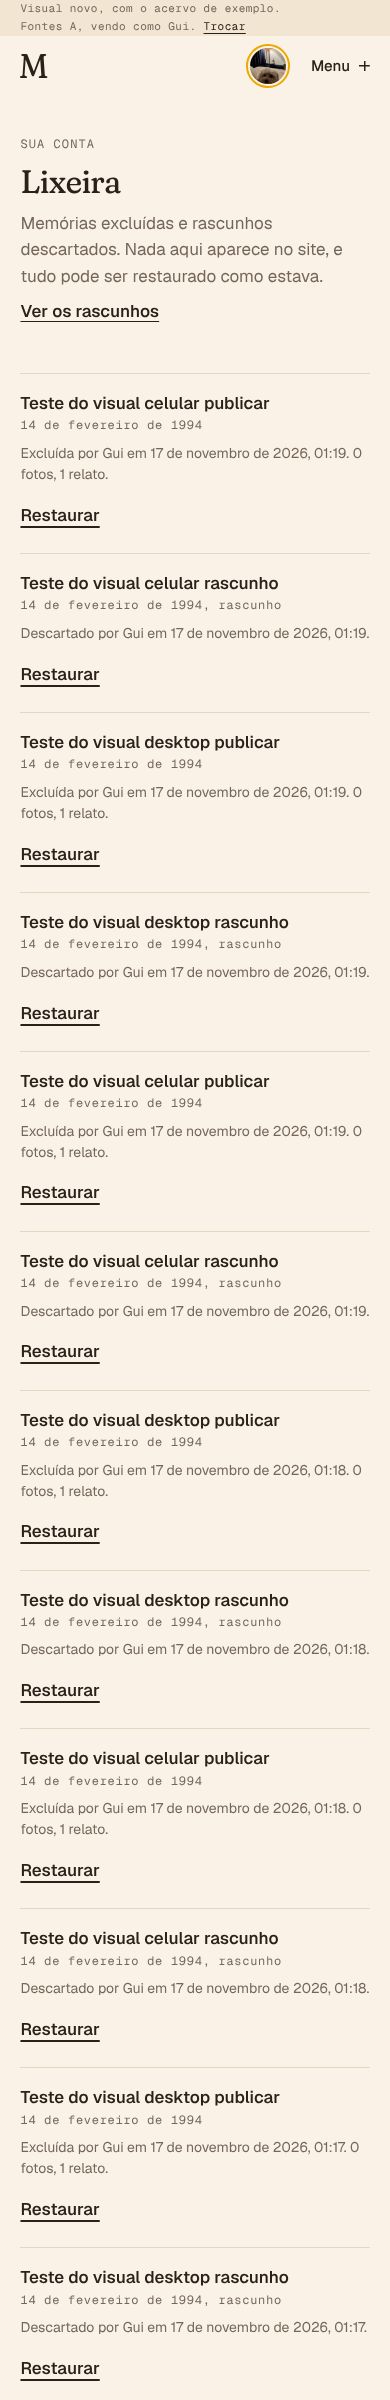 Visual novo, com o acervo de exemplo.
Fontes A, vendo como Gui. Trocar
M
Menu +
SUA CONTA
Lixeira
Memórias excluídas e rascunhos
descartados. Nada aqui aparece no site, e
tudo pode ser restaurado como estava.
Ver os rascunhos
Teste do visual celular publicar
14 de fevereiro de 1994
Excluída por Gui em 17 de novembro de 2026, 01:19. 0
fotos, 1 relato.
Restaurar
Teste do visual celular rascunho
14 de fevereiro de 1994, rascunho
Descartado por Gui em 17 de novembro de 2026, 01:19.
Restaurar
Teste do visual desktop publicar
14 de fevereiro de 1994
Excluída por Gui em 17 de novembro de 2026, 01:19. 0
fotos, 1 relato.
Restaurar
Teste do visual desktop rascunho
14 de fevereiro de 1994, rascunho
Descartado por Gui em 17 de novembro de 2026, 01:19.
Restaurar
Teste do visual celular publicar
14 de fevereiro de 1994
Excluída por Gui em 17 de novembro de 2026, 01:19. 0
fotos, 1 relato.
Restaurar
Teste do visual celular rascunho
14 de fevereiro de 1994, rascunho
Descartado por Gui em 17 de novembro de 2026, 01:19.
Restaurar
Teste do visual desktop publicar
14 de fevereiro de 1994
Excluída por Gui em 17 de novembro de 2026, 01:18. 0
fotos, 1 relato.
Restaurar
Teste do visual desktop rascunho
14 de fevereiro de 1994, rascunho
Descartado por Gui em 17 de novembro de 2026, 01:18.
Restaurar
Teste do visual celular publicar
14 de fevereiro de 1994
Excluída por Gui em 17 de novembro de 2026, 01:18. 0
fotos, 1 relato.
Restaurar
Teste do visual celular rascunho
14 de fevereiro de 1994, rascunho
Descartado por Gui em 17 de novembro de 2026, 01:18.
Restaurar
Teste do visual desktop publicar
14 de fevereiro de 1994
Excluída por Gui em 17 de novembro de 2026, 01:17. 0
fotos, 1 relato.
Restaurar
Teste do visual desktop rascunho
14 de fevereiro de 1994, rascunho
Descartado por Gui em 17 de novembro de 2026, 01:17.
Restaurar